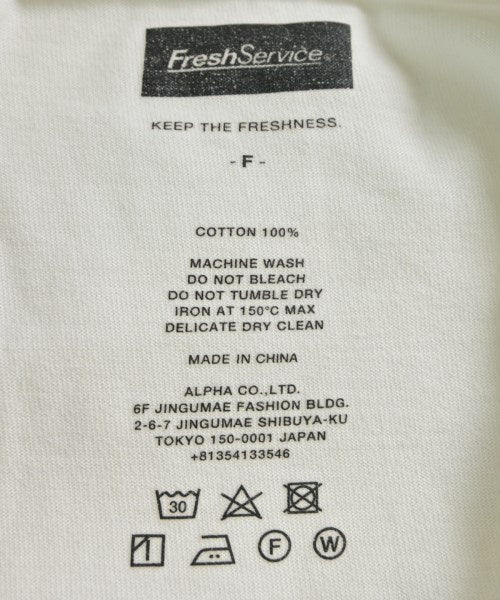 FreshService
KEEP THE FRESHNESS.
- F -
COTTON 100%
MACHINE WASH
DO NOT BLEACH
DO NOT TUMBLE DRY
IRON AT 150°C MAX
DELICATE DRY CLEAN
MADE IN CHINA
ALPHA CO.,LTD.
6F JINGUMAE FASHION BLDG.
2-6-7 JINGUMAE SHIBUYA-KU
TOKYO 150-0001 JAPAN
+81354133546
30
F W